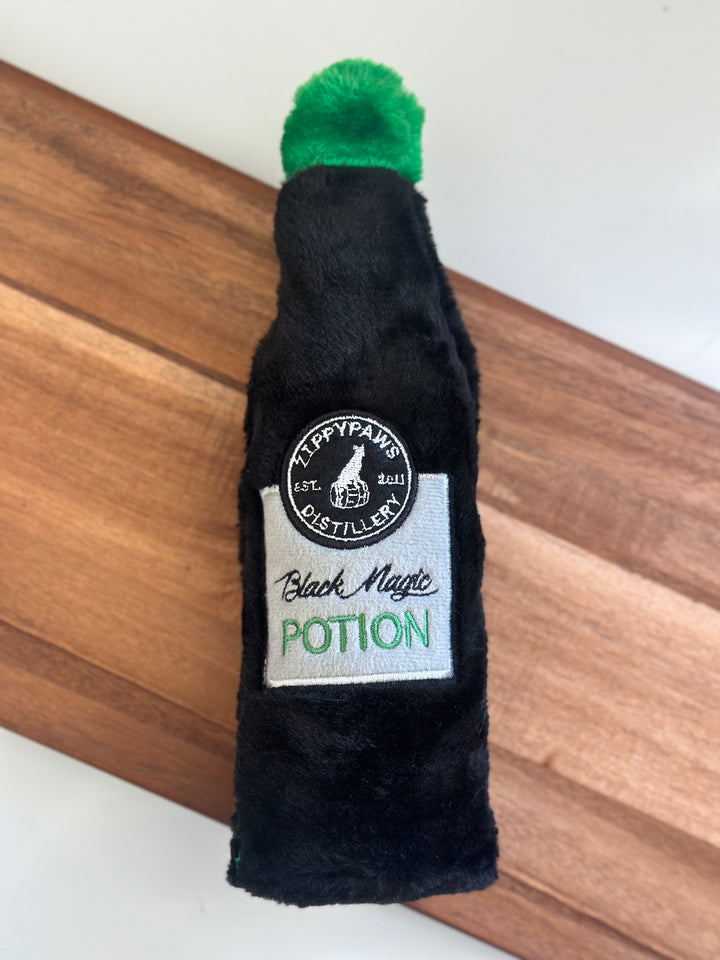 ZIPPYPAWS
EST. 2011
DISTILLERY
Black Magic
POTION